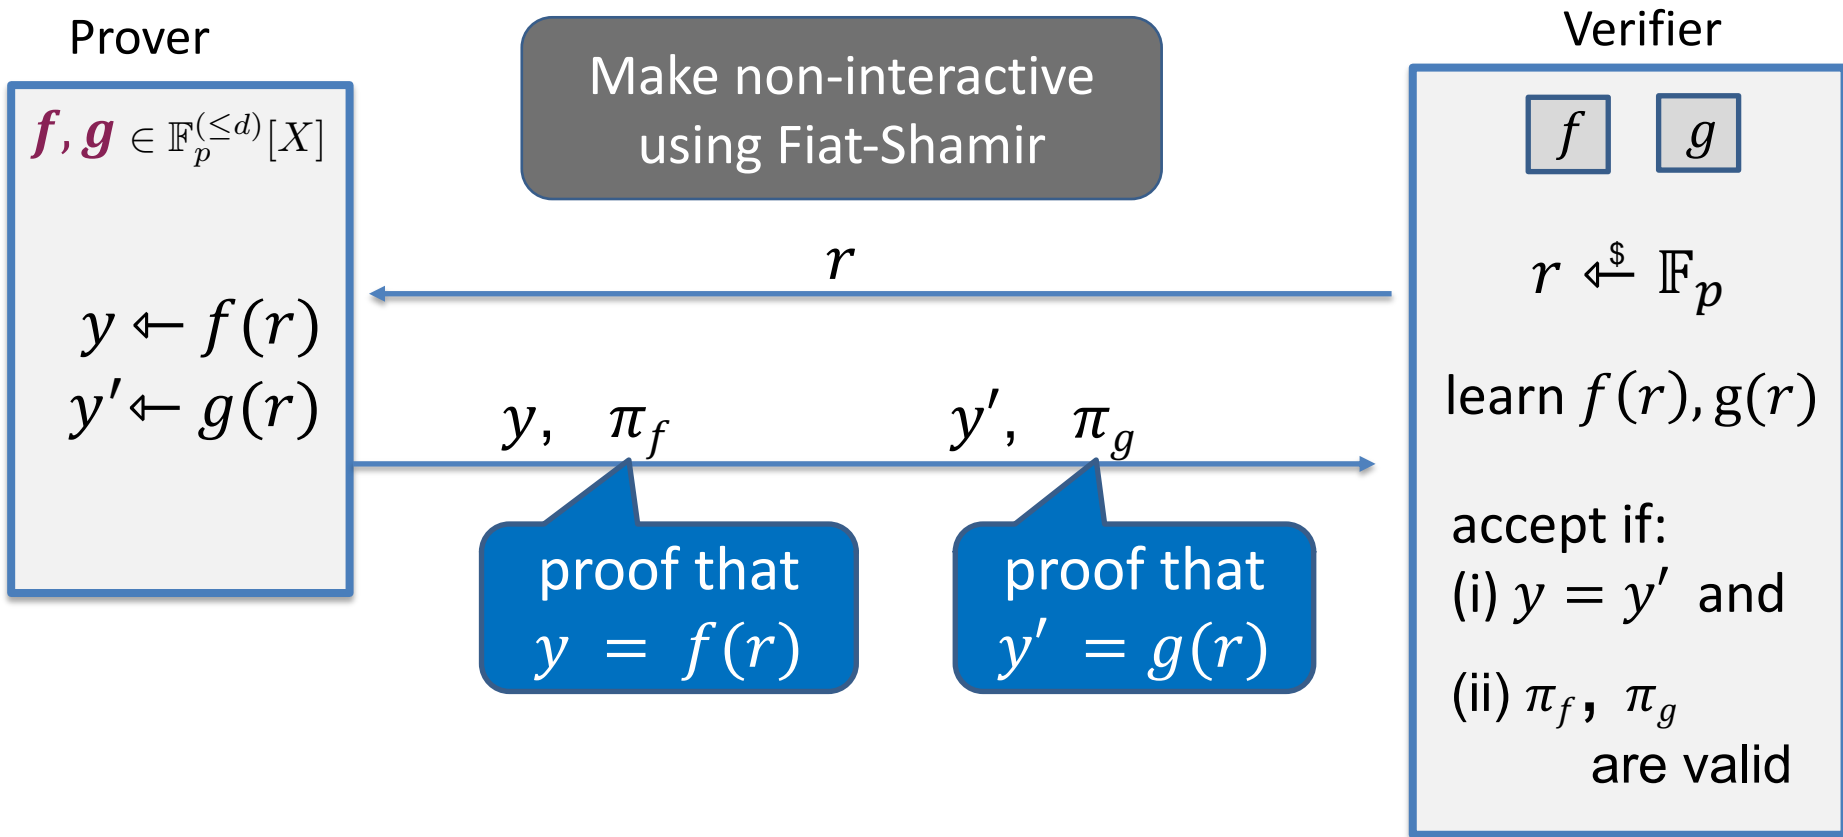 Prover
f, g ∈ 𝔽_p^(≤d)[X]
y ← f(r)
y′ ← g(r)
Make non-interactive
using Fiat-Shamir
r
y, π_f
y′, π_g
proof that
y = f(r)
proof that
y′ = g(r)
Verifier
f g
r ←$ 𝔽_p
learn f(r), g(r)
accept if:
(i) y = y′ and
(ii) π_f, π_g
are valid